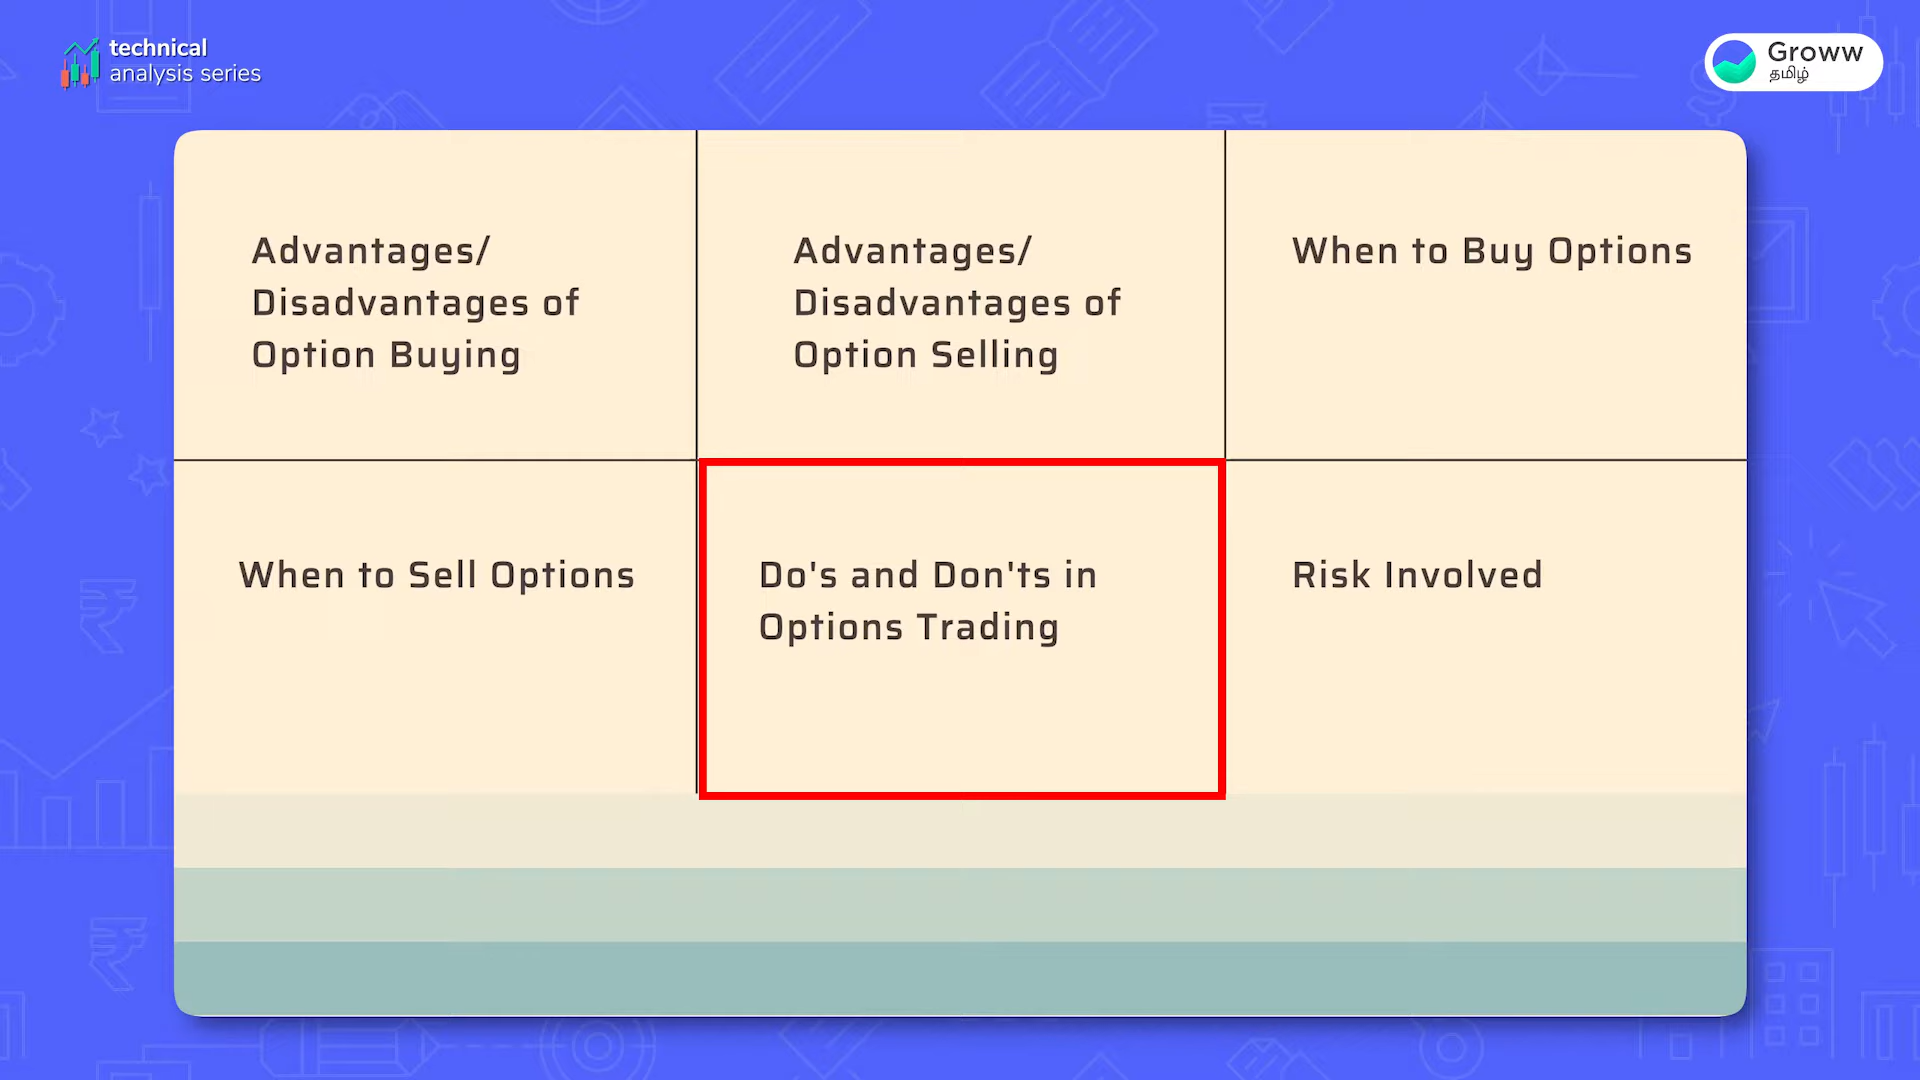 technical
analysis series
Groww
தமிழ்
Advantages/
Disadvantages of
Option Buying
Advantages/
Disadvantages of
Option Selling
When to Buy Options
When to Sell Options
Do's and Don'ts in
Options Trading
Risk Involved